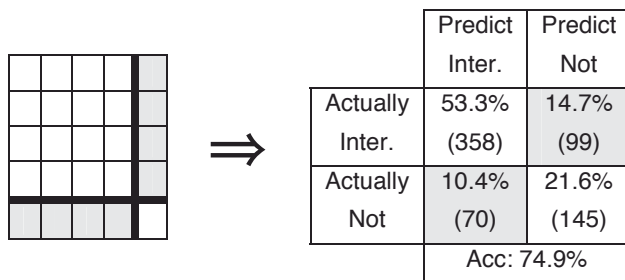 Predict Predict
Inter. Not
Actually 53.3% 14.7%
Inter. (358) (99)
Actually 10.4% 21.6%
Not (70) (145)
Acc: 74.9%